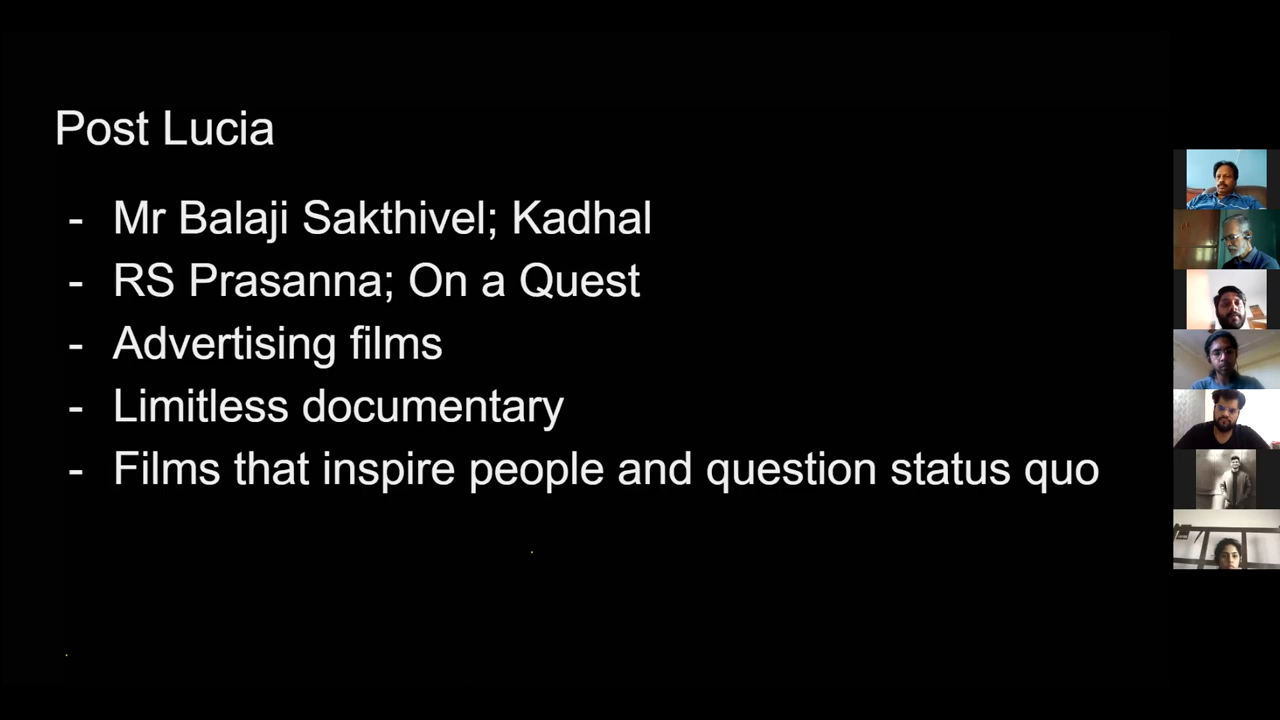 Post Lucia
- Mr Balaji Sakthivel; Kadhal
- RS Prasanna; On a Quest
- Advertising films
- Limitless documentary
- Films that inspire people and question status quo